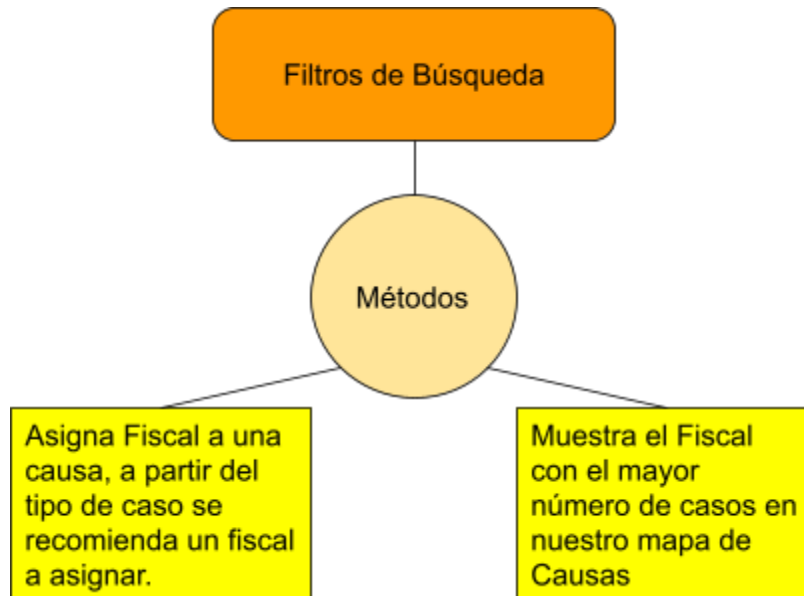 Filtros de Búsqueda
Métodos
Asigna Fiscal a una
causa, a partir del
tipo de caso se
recomienda un fiscal
a asignar.
Muestra el Fiscal
con el mayor
número de casos en
nuestro mapa de
Causas